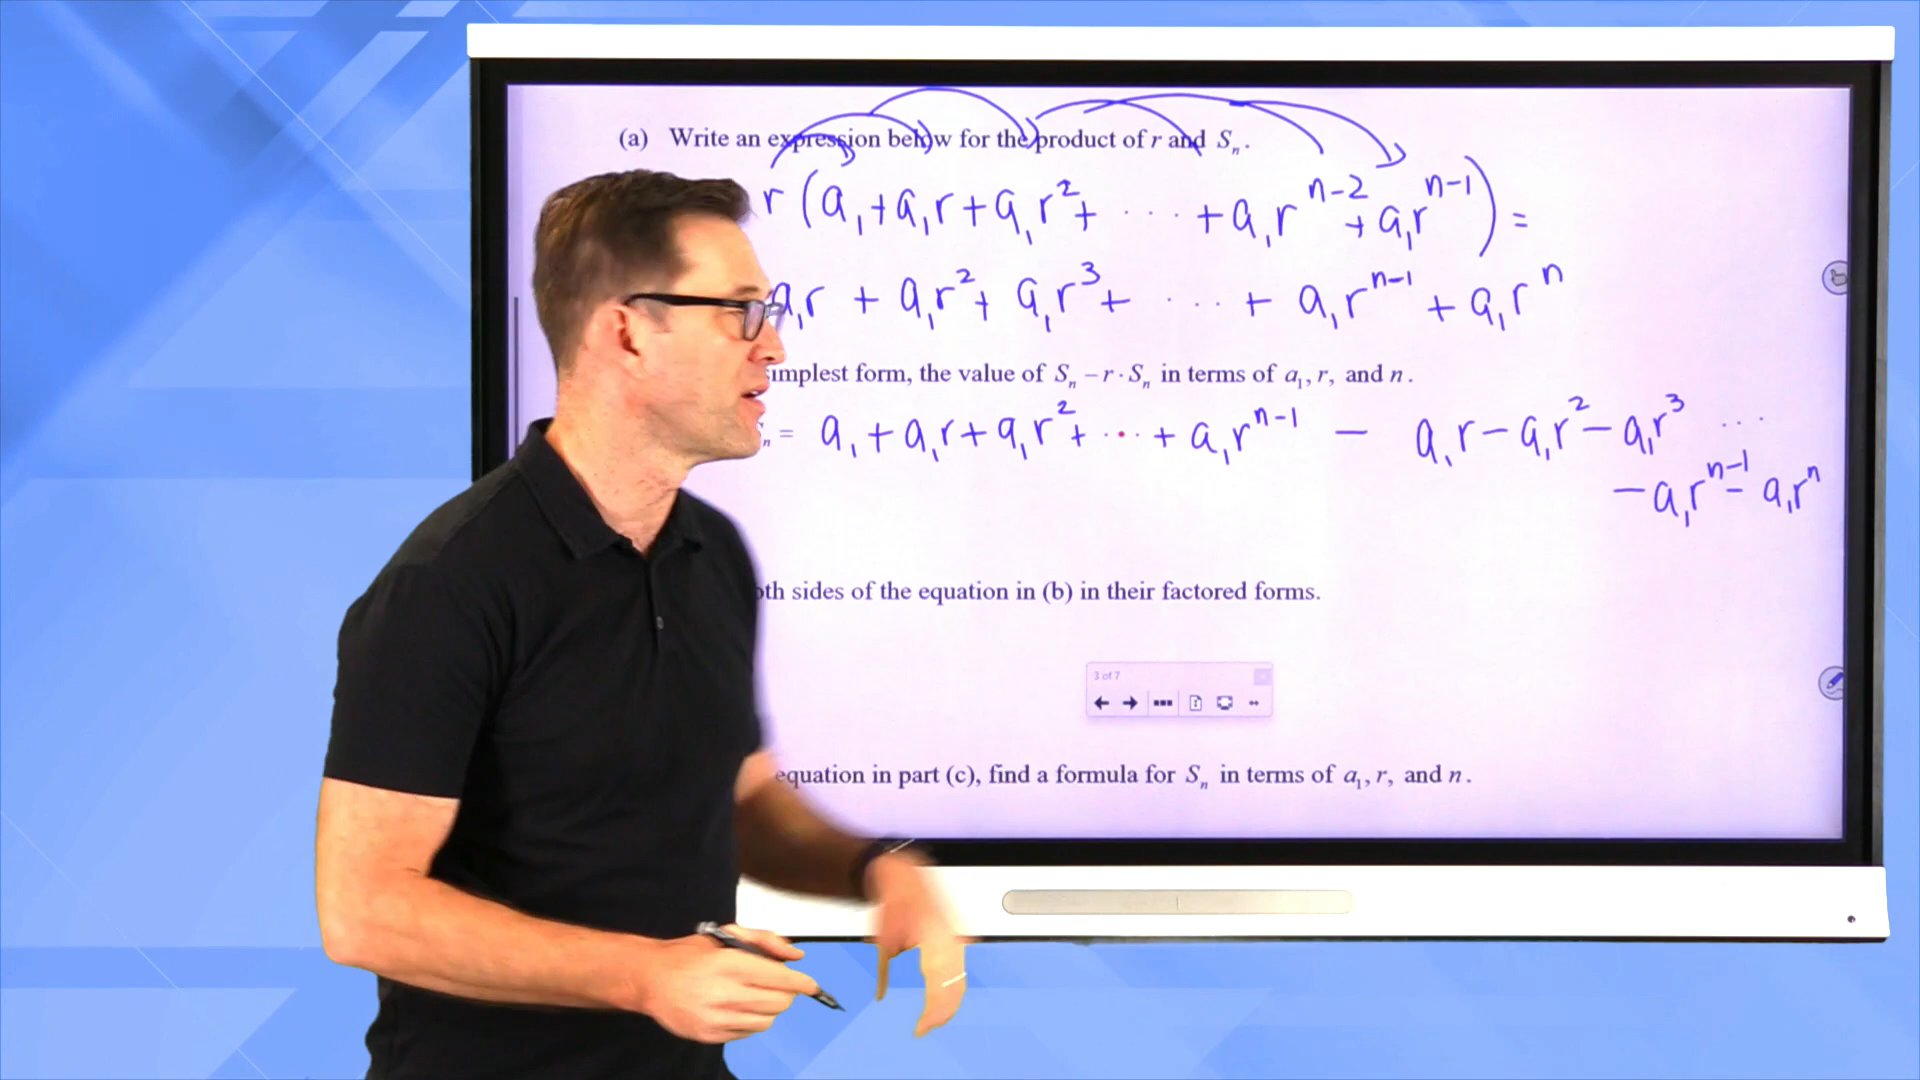 (a) Write an expression below for the product of r and Sₙ.
r(a₁+a₁r+a₁r²+ ··· +a₁rⁿ⁻²+a₁rⁿ⁻¹)=
a₁r + a₁r²+ a₁r³+ ··· + a₁rⁿ⁻¹ + a₁rⁿ
simplest form, the value of Sₙ – r · Sₙ in terms of a₁, r, and n.
ₙ = a₁+a₁r+a₁r²+ ··· + a₁rⁿ⁻¹ – a₁r–a₁r²–a₁r³ ···
–a₁rⁿ⁻¹– a₁rⁿ
sides of the equation in (b) in their factored forms.
3 of 7
equation in part (c), find a formula for Sₙ in terms of a₁, r, and n.